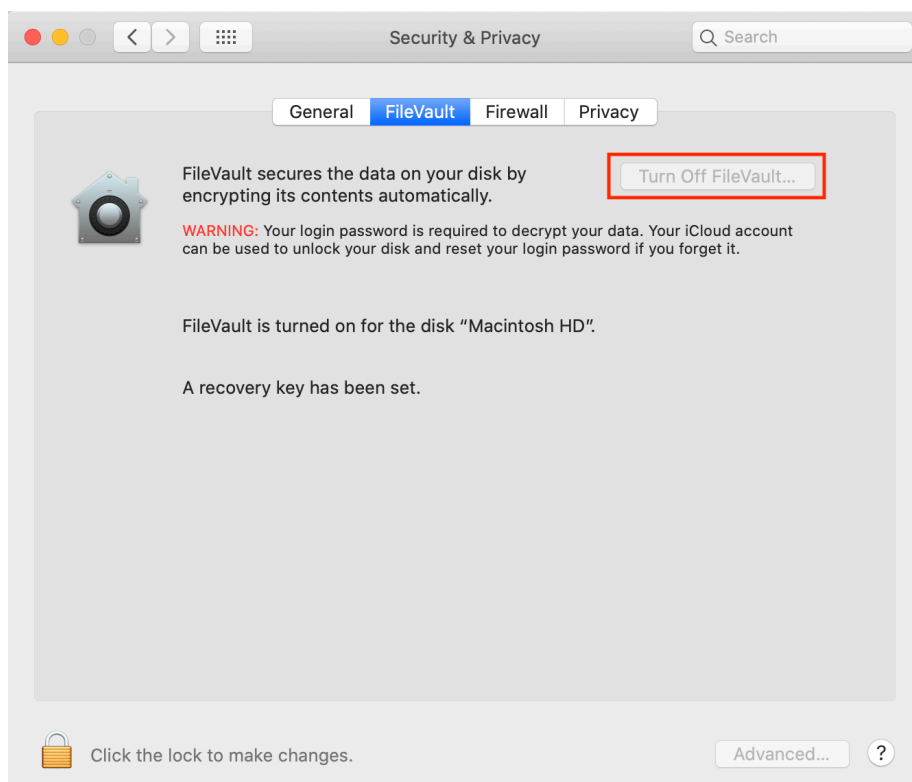 Security & Privacy
Search
General
FileVault
Firewall
Privacy
FileVault secures the data on your disk by
encrypting its contents automatically.
Turn Off FileVault...
WARNING: Your login password is required to decrypt your data. Your iCloud account
can be used to unlock your disk and reset your login password if you forget it.
FileVault is turned on for the disk “Macintosh HD”.
A recovery key has been set.
Click the lock to make changes.
Advanced...
?